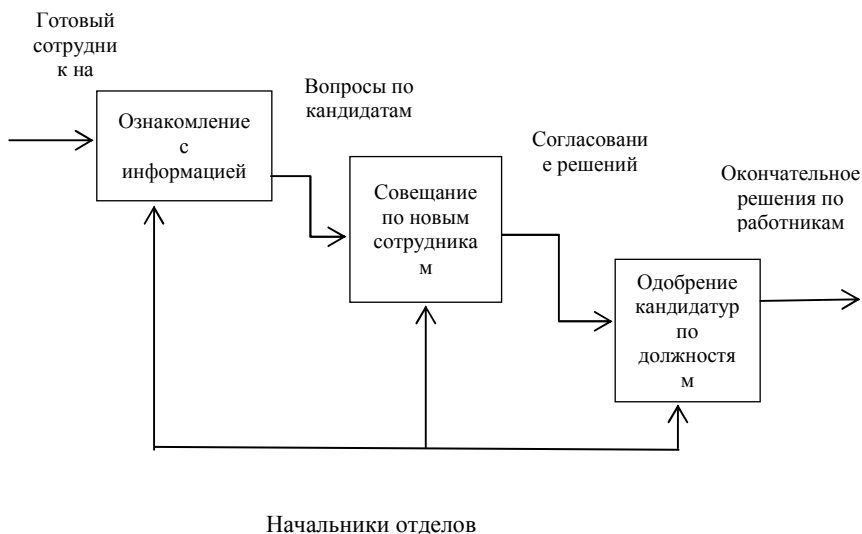 Готовый
сотрудни
к на
Ознакомление
с
информацией
Вопросы по
кандидатам
Совещание
по новым
сотрудника
м
Согласовани
е решений
Одобрение
кандидатур
по
должностя
м
Окончательное
решения по
работникам
Начальники отделов